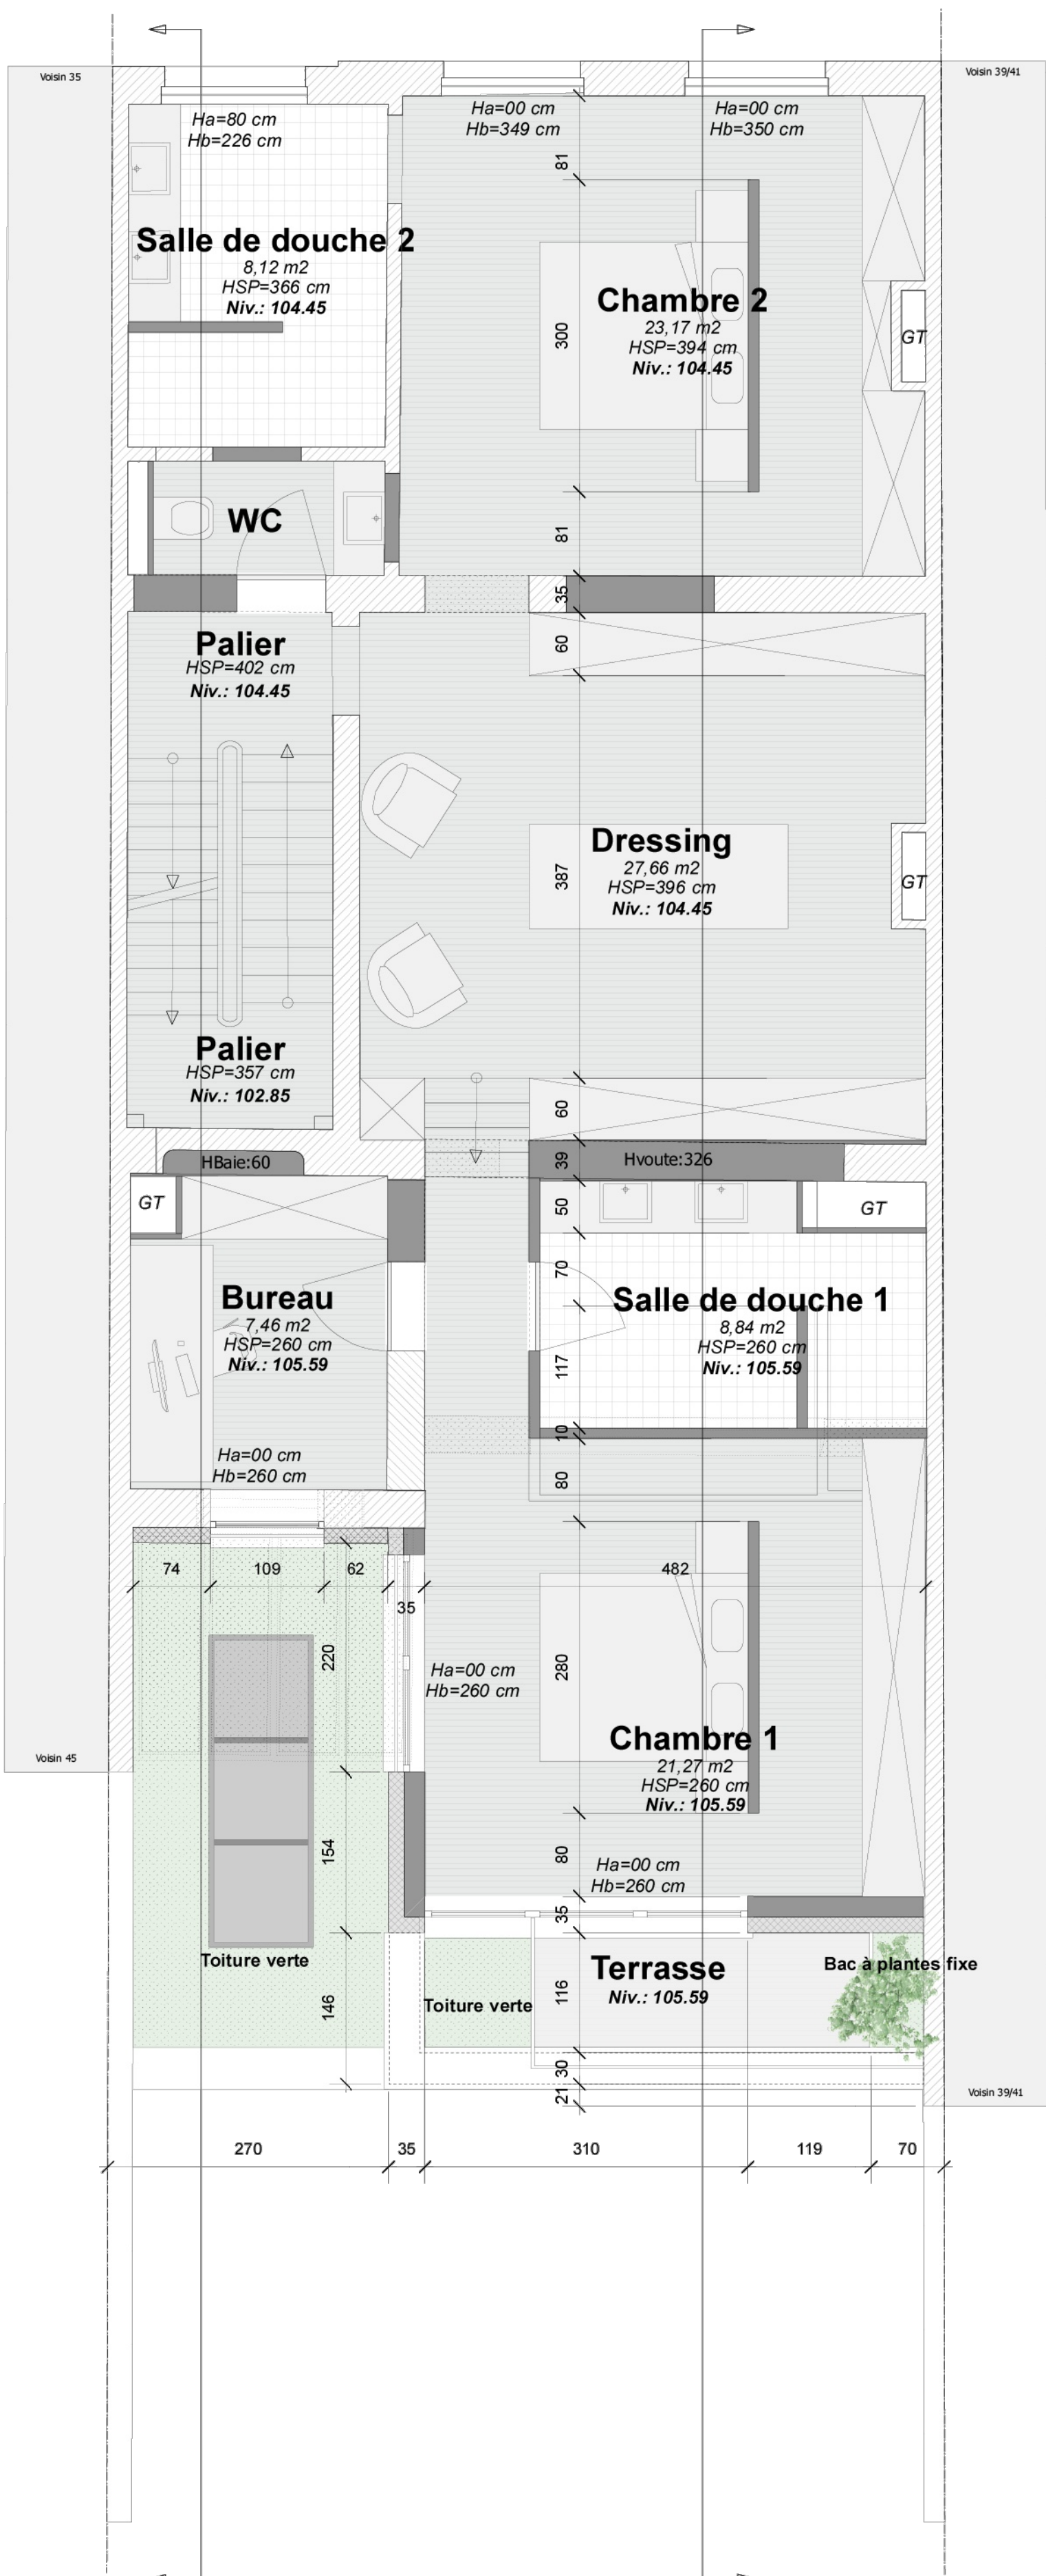 Voisin 35
Voisin 39/41
Ha=80 cm
Hb=226 cm
Ha=00 cm
Hb=349 cm
Ha=00 cm
Hb=350 cm
81
Salle de douche 2
8,12 m2
HSP=366 cm
Niv.: 104.45
Chambre 2
23,17 m2
HSP=394 cm
Niv.: 104.45
300
GT
WC
81
35
Palier
HSP=402 cm
Niv.: 104.45
60
Dressing
27,66 m2
HSP=396 cm
Niv.: 104.45
387
GT
Palier
HSP=357 cm
Niv.: 102.85
60
39
HBaie:60
Hvoute:326
GT
50
GT
70
Bureau
7,46 m2
HSP=260 cm
Niv.: 105.59
Salle de douche 1
8,84 m2
HSP=260 cm
Niv.: 105.59
117
10
Ha=00 cm
Hb=260 cm
80
74
109
62
35
482
220
280
Ha=00 cm
Hb=260 cm
Chambre 1
21,27 m2
HSP=260 cm
Niv.: 105.59
Voisin 45
154
80
Ha=00 cm
Hb=260 cm
35
Toiture verte
Terrasse
Niv.: 105.59
Bac à plantes fixe
146
Toiture verte
116
30
21
Voisin 39/41
270
35
310
119
70